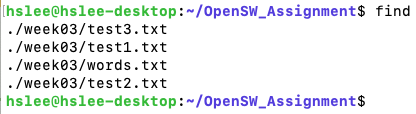 hslee@hslee-desktop:~/OpenSW_Assignment$ find
./week03/test3.txt
./week03/test1.txt
./week03/words.txt
./week03/test2.txt
hslee@hslee-desktop:~/OpenSW_Assignment$